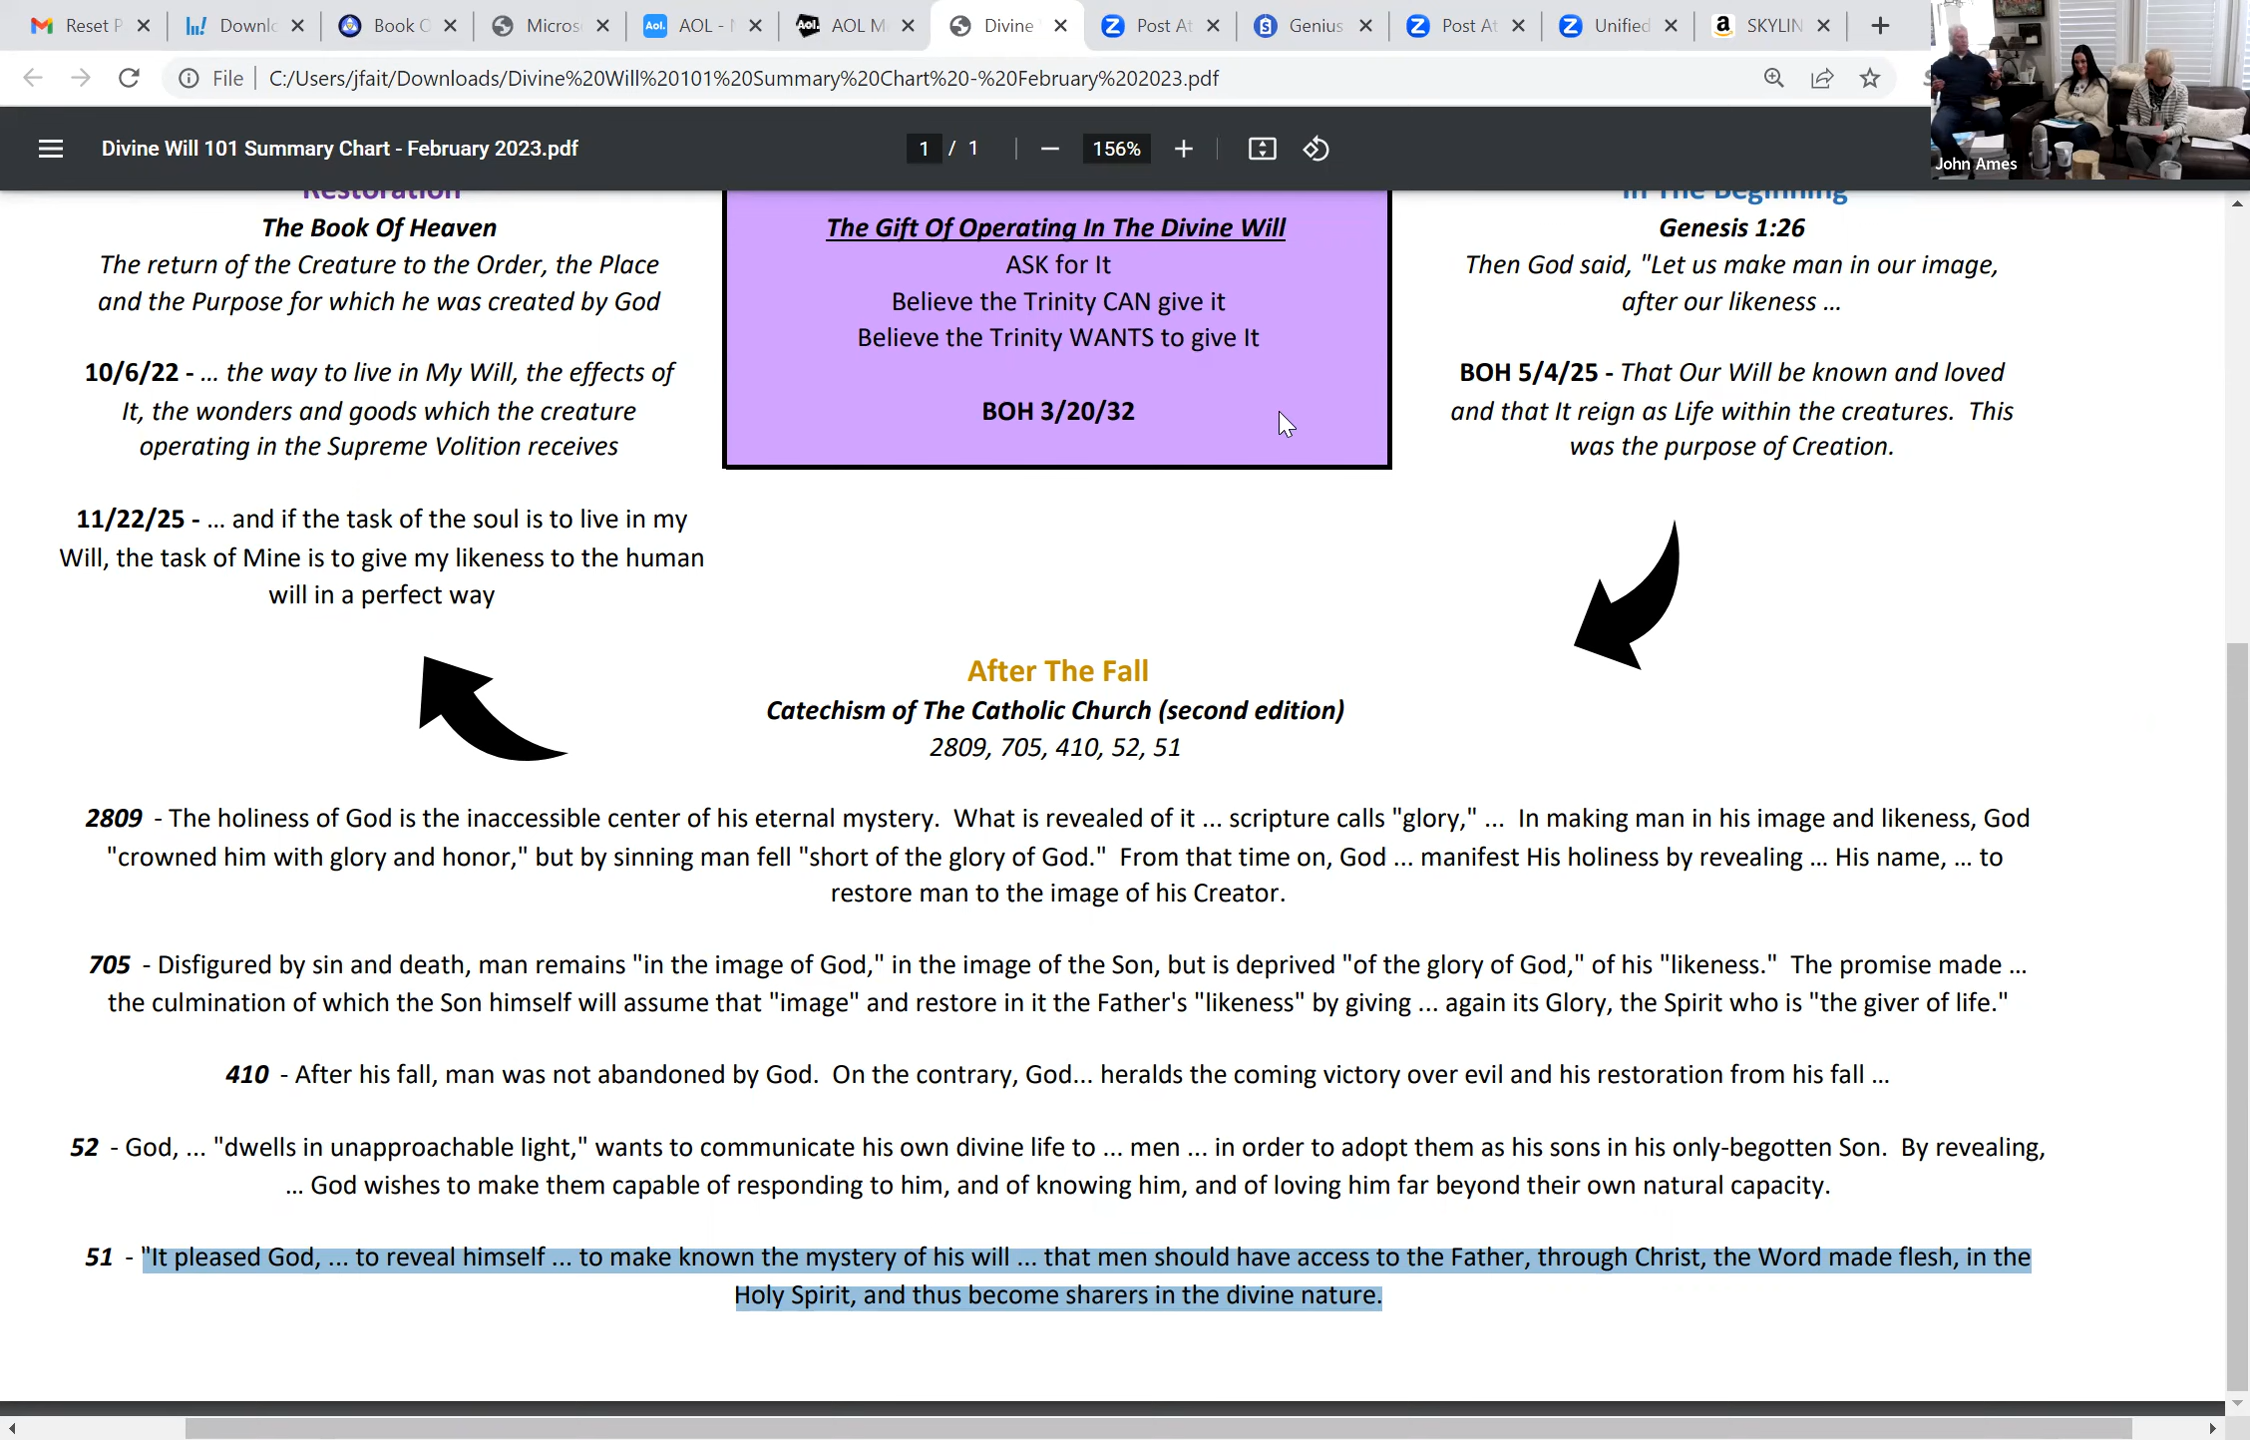 Reset P
Downlo
Book O
Micros
Aol. AOL - N
Aol. AOL M
Divine
Post At
Genius
Post At
Unified
SKYLIN
File C:/Users/jfait/Downloads/Divine%20Will%20101%20Summary%20Chart%20-%20February%202023.pdf
Divine Will 101 Summary Chart - February 2023.pdf
1 / 1
156%
John Ames
Restoration
The Book Of Heaven
The return of the Creature to the Order, the Place
and the Purpose for which he was created by God
10/6/22 - ... the way to live in My Will, the effects of
It, the wonders and goods which the creature
operating in the Supreme Volition receives
11/22/25 - ... and if the task of the soul is to live in my
Will, the task of Mine is to give my likeness to the human
will in a perfect way
The Gift Of Operating In The Divine Will
ASK for It
Believe the Trinity CAN give it
Believe the Trinity WANTS to give It
BOH 3/20/32
In The Beginning
Genesis 1:26
Then God said, "Let us make man in our image,
after our likeness ...
BOH 5/4/25 - That Our Will be known and loved
and that It reign as Life within the creatures.  This
was the purpose of Creation.
After The Fall
Catechism of The Catholic Church (second edition)
2809, 705, 410, 52, 51
2809 - The holiness of God is the inaccessible center of his eternal mystery.  What is revealed of it ... scripture calls "glory," ...  In making man in his image and likeness, God
"crowned him with glory and honor," but by sinning man fell "short of the glory of God."  From that time on, God ... manifest His holiness by revealing ... His name, ... to
restore man to the image of his Creator.
705 - Disfigured by sin and death, man remains "in the image of God," in the image of the Son, but is deprived "of the glory of God," of his "likeness."  The promise made ...
the culmination of which the Son himself will assume that "image" and restore in it the Father's "likeness" by giving ... again its Glory, the Spirit who is "the giver of life."
410 - After his fall, man was not abandoned by God.  On the contrary, God... heralds the coming victory over evil and his restoration from his fall ...
52 - God, ... "dwells in unapproachable light," wants to communicate his own divine life to ... men ... in order to adopt them as his sons in his only-begotten Son.  By revealing,
... God wishes to make them capable of responding to him, and of knowing him, and of loving him far beyond their own natural capacity.
51 - "It pleased God, ... to reveal himself ... to make known the mystery of his will ... that men should have access to the Father, through Christ, the Word made flesh, in the
Holy Spirit, and thus become sharers in the divine nature.